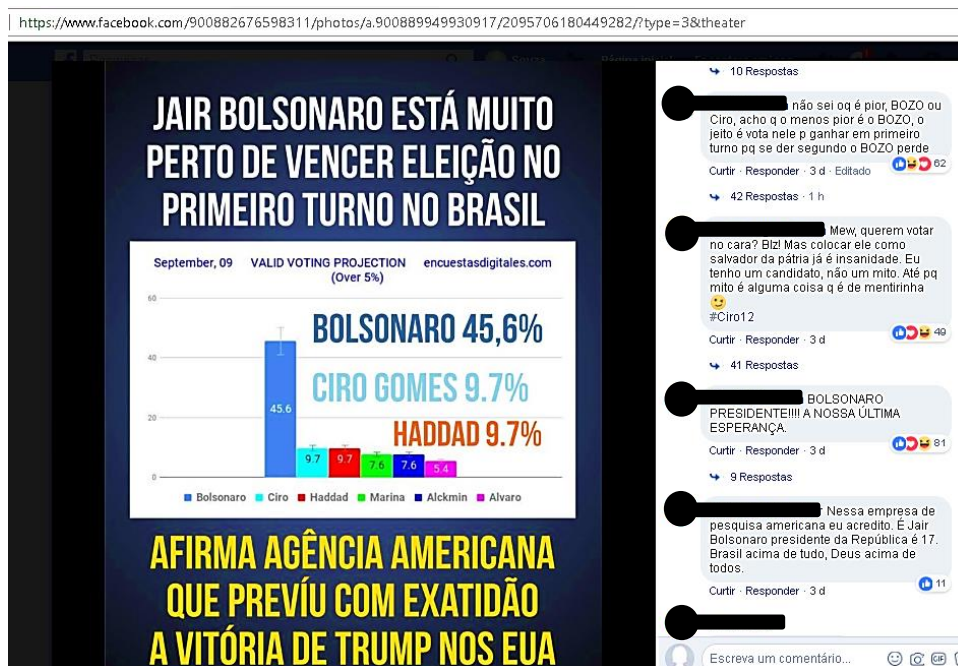 https://www.facebook.com/900882676598311/photos/a.900889949930917/2095706180449282/?type=3&theater
JAIR BOLSONARO ESTÁ MUITO
PERTO DE VENCER ELEIÇÃO NO
PRIMEIRO TURNO NO BRASIL
September, 09 VALID VOTING PROJECTION encuestasdigitales.com
(Over 5%)
60
40
20
0
BOLSONARO 45,6%
CIRO GOMES 9.7%
HADDAD 9.7%
45.6
9.7
9.7
7.6
7.6
5.4
Bolsonaro Ciro Haddad Marina Alckmin Alvaro
AFIRMA AGÊNCIA AMERICANA
QUE PREVÍU COM EXATIDÃO
A VITÓRIA DE TRUMP NOS EUA
10 Respostas
não sei oq é pior, BOZO ou
Ciro, acho q o menos pior é o BOZO, o
jeito é vota nele p ganhar em primeiro
turno pq se der segundo o BOZO perde
62
Curtir · Responder · 3 d · Editado
42 Respostas · 1 h
Mew, querem votar
no cara? Blz! Mas colocar ele como
salvador da pátria já é insanidade. Eu
tenho um candidato, não um mito. Até pq
mito é alguma coisa q é de mentirinha
#Ciro12
49
Curtir · Responder · 3 d
41 Respostas
BOLSONARO
PRESIDENTE!!!! A NOSSA ÚLTIMA
ESPERANÇA.
81
Curtir · Responder · 3 d
9 Respostas
Nessa empresa de
pesquisa americana eu acredito. É Jair
Bolsonaro presidente da República é 17.
Brasil acima de tudo, Deus acima de
todos.
11
Curtir · Responder · 3 d
Escreva um comentário...
GIF